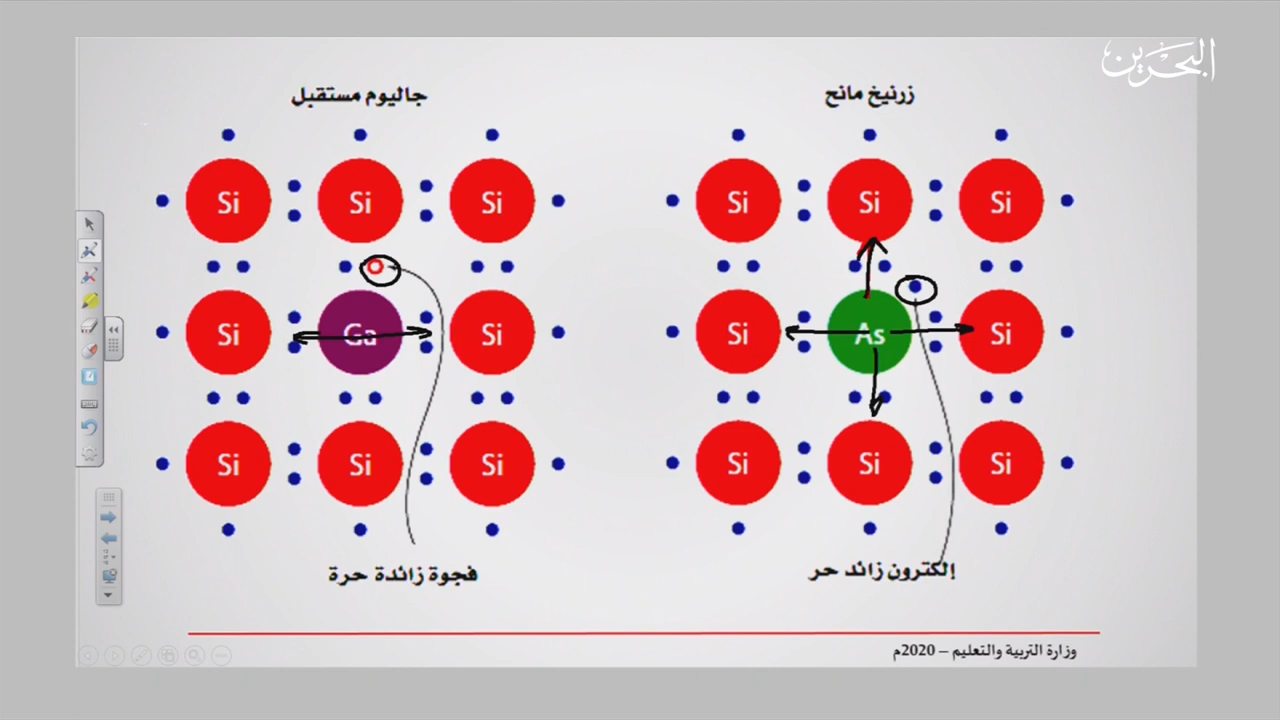 البحرين
زرنيخ مانح
جاليوم مستقبل
Si Si Si
Si Si Si
Si Ga Si
Si As Si
Si Si Si
Si Si Si
إلكترون زائد حر
فجوة زائدة حرة
وزارة التربية والتعليم – 2020م